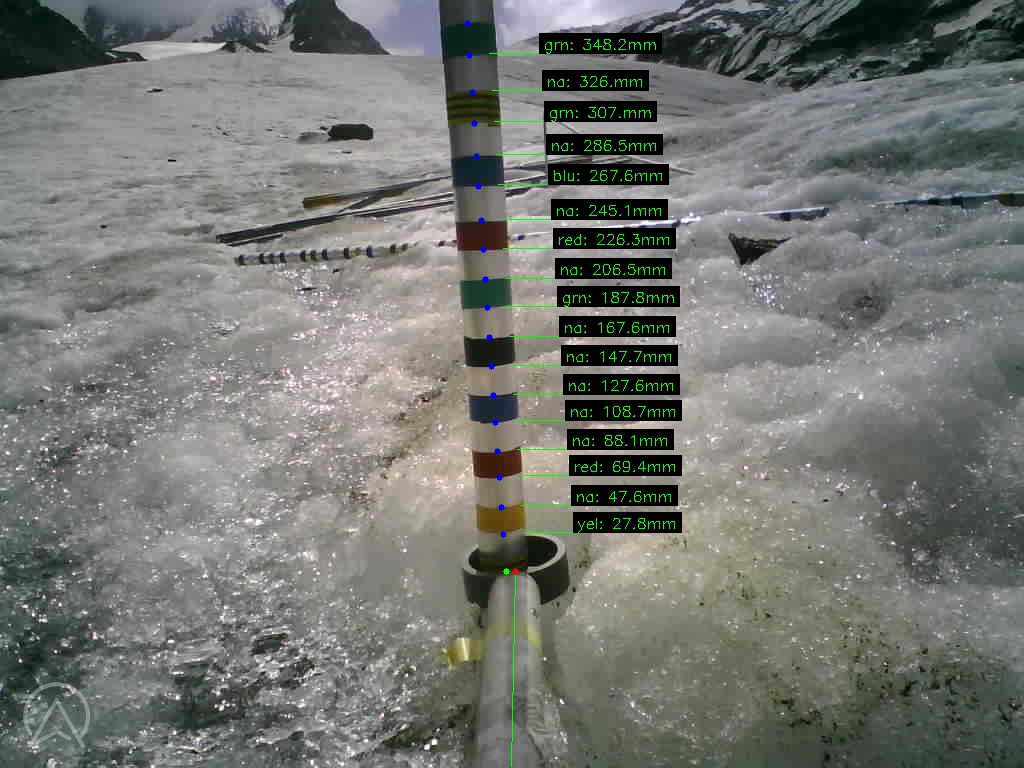 grn: 348.2mm
na: 326.mm
grn: 307.mm
na: 286.5mm
blu: 267.6mm
na: 245.1mm
red: 226.3mm
na: 206.5mm
grn: 187.8mm
na: 167.6mm
na: 147.7mm
na: 127.6mm
na: 108.7mm
na: 88.1mm
red: 69.4mm
na: 47.6mm
yel: 27.8mm